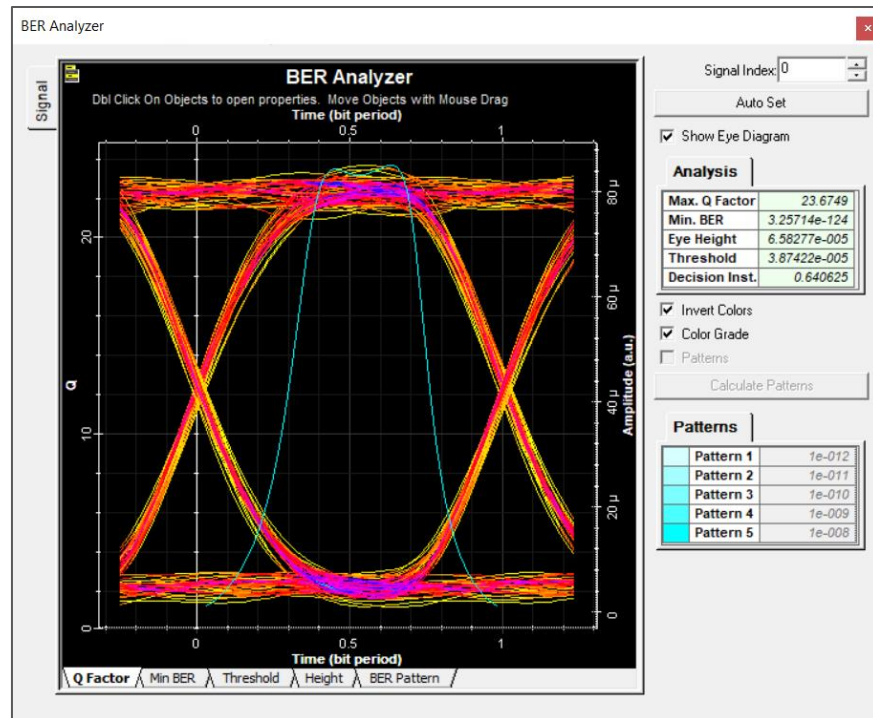 BER Analyzer
Signal
BER Analyzer
Dbl Click On Objects to open properties. Move Objects with Mouse Drag
Time (bit period)
0 0.5 1
Q
0 10 20
Amplitude (a.u.)
0 20 µ 40 µ 60 µ 80 µ
0 0.5 1
Time (bit period)
Q Factor Min BER Threshold Height BER Pattern
Signal Index: 0
Auto Set
Show Eye Diagram
Analysis
Max. Q Factor 23.6749
Min. BER 3.25714e-124
Eye Height 6.58277e-005
Threshold 3.87422e-005
Decision Inst. 0.640625
Invert Colors
Color Grade
Patterns
Calculate Patterns
Patterns
Pattern 1 1e-012
Pattern 2 1e-011
Pattern 3 1e-010
Pattern 4 1e-009
Pattern 5 1e-008